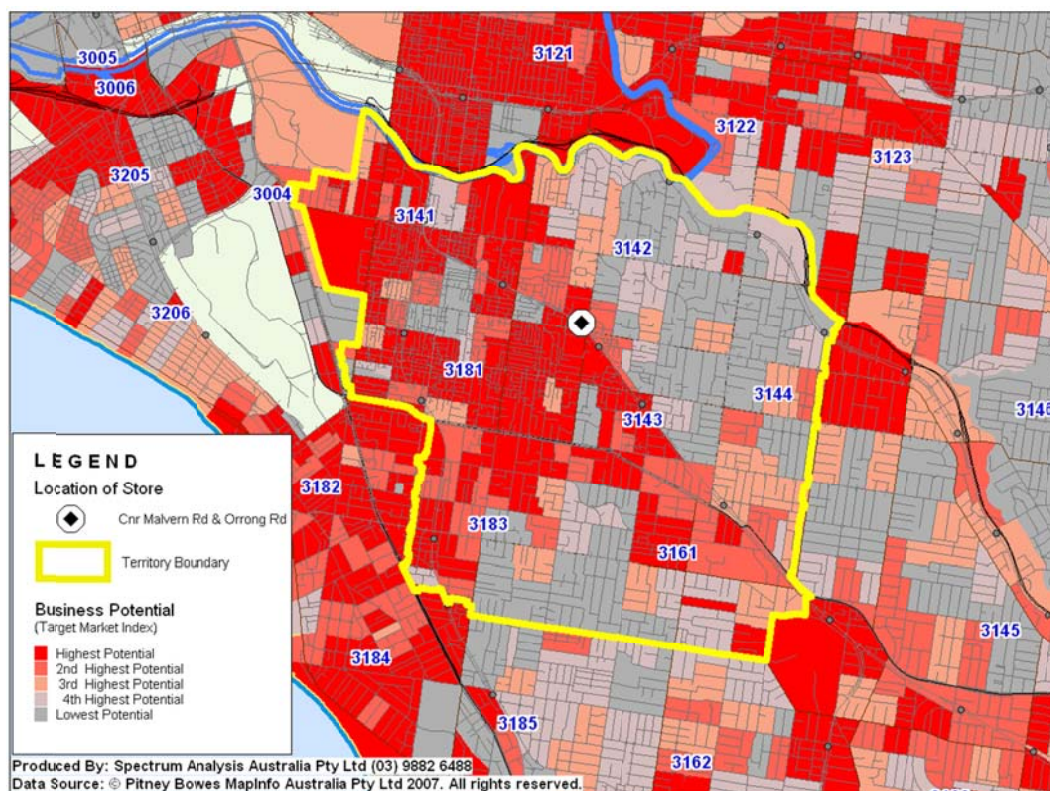 3005
3006
3121
3122
3123
3205
3004
3141
3142
3206
3181
3144
3143
3182
3183
3161
3184
3145
3185
3162
LEGEND
Location of Store
Cnr Malvern Rd & Orrong Rd
Territory Boundary
Business Potential
(Target Market Index)
Highest Potential
2nd Highest Potential
3rd Highest Potential
4th Highest Potential
Lowest Potential
Produced By: Spectrum Analysis Australia Pty Ltd (03) 9882 6488
Data Source: © Pitney Bowes MapInfo Australia Pty Ltd 2007. All rights reserved.